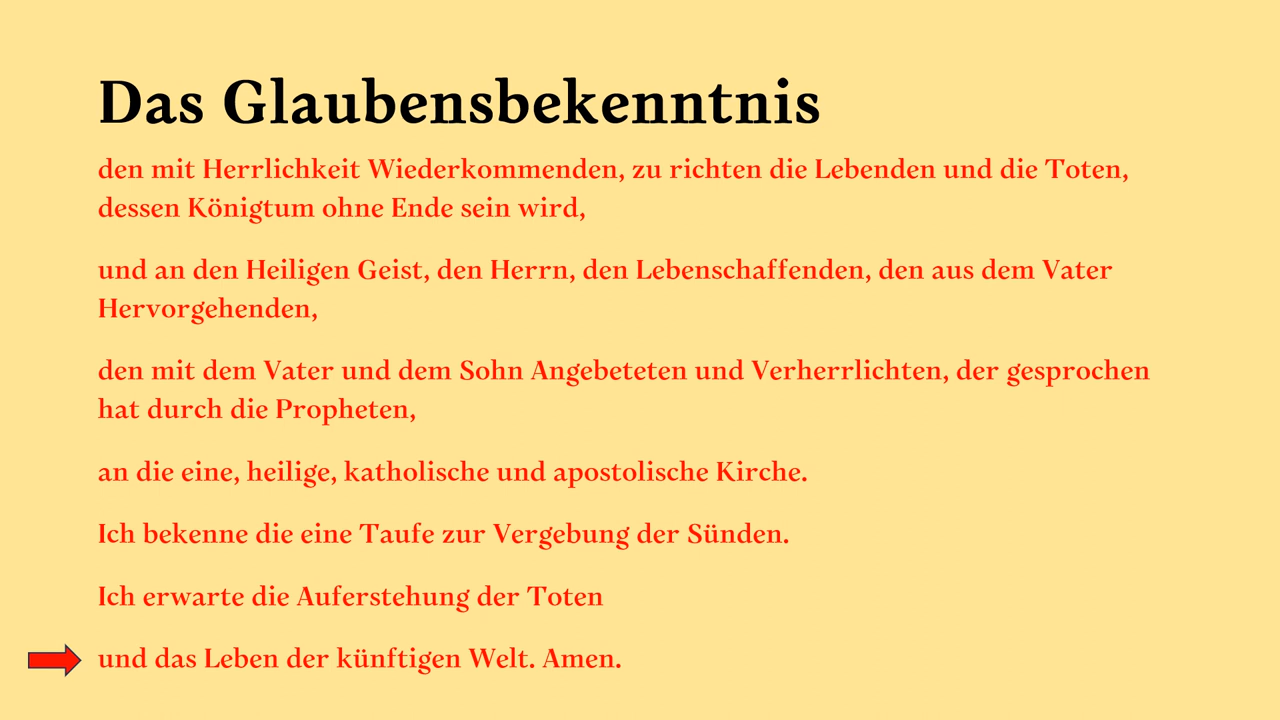 Das Glaubensbekenntnis
den mit Herrlichkeit Wiederkommenden, zu richten die Lebenden und die Toten,
dessen Königtum ohne Ende sein wird,
und an den Heiligen Geist, den Herrn, den Lebenschaffenden, den aus dem Vater
Hervorgehenden,
den mit dem Vater und dem Sohn Angebeteten und Verherrlichten, der gesprochen
hat durch die Propheten,
an die eine, heilige, katholische und apostolische Kirche.
Ich bekenne die eine Taufe zur Vergebung der Sünden.
Ich erwarte die Auferstehung der Toten
und das Leben der künftigen Welt. Amen.